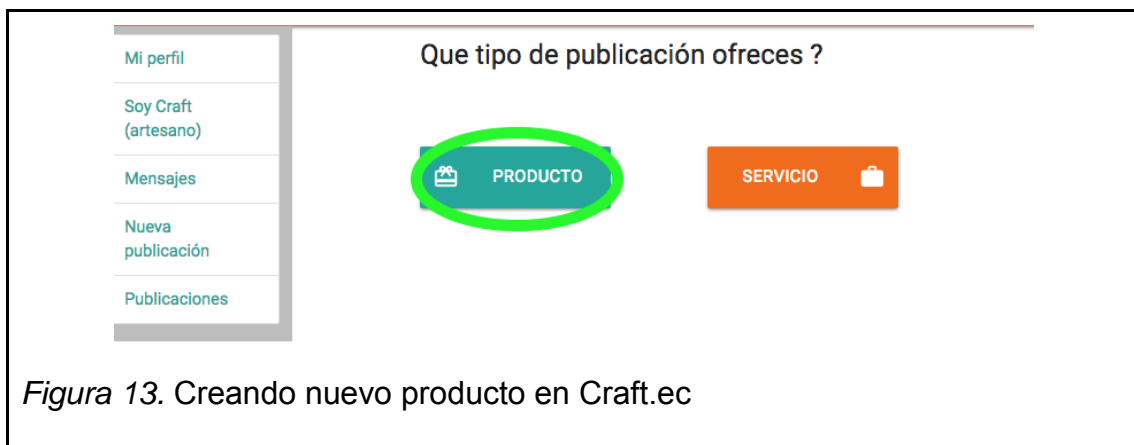 Mi perfil
Soy Craft
(artesano)
Mensajes
Nueva
publicación
Publicaciones
Que tipo de publicación ofreces ?
PRODUCTO
SERVICIO
Figura 13. Creando nuevo producto en Craft.ec